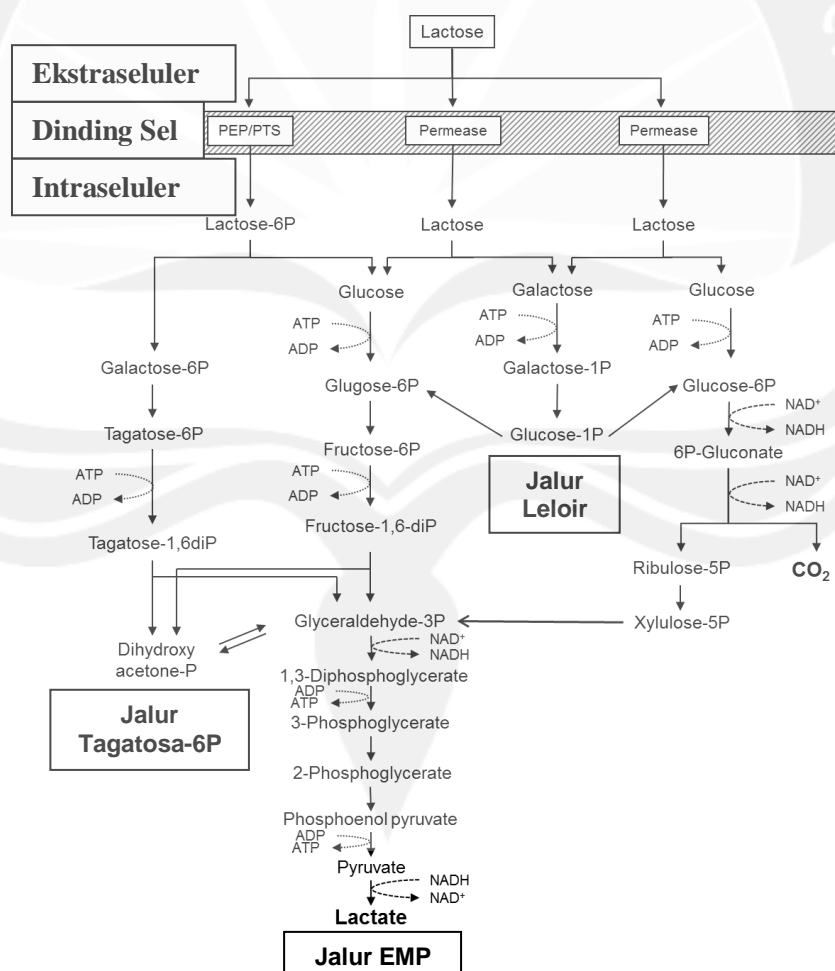 Lactose
Ekstraseluler
Dinding Sel
PEP/PTS
Permease
Permease
Intraseluler
Lactose-6P
Lactose
Lactose
Glucose
Galactose
Glucose
ATP
ADP
ATP
ADP
ATP
ADP
Galactose-6P
Glugose-6P
Galactose-1P
Glucose-6P
NAD+
NADH
Tagatose-6P
Fructose-6P
Glucose-1P
6P-Gluconate
ATP
ADP
ATP
ADP
Jalur
Leloir
NAD+
NADH
Tagatose-1,6diP
Fructose-1,6-diP
Ribulose-5P
CO2
Glyceraldehyde-3P
Xylulose-5P
Dihydroxy
acetone-P
NAD+
NADH
1,3-Diphosphoglycerate
ADP
ATP
Jalur
Tagatosa-6P
3-Phosphoglycerate
2-Phosphoglycerate
Phosphoenol pyruvate
ADP
ATP
Pyruvate
NADH
NAD+
Lactate
Jalur EMP